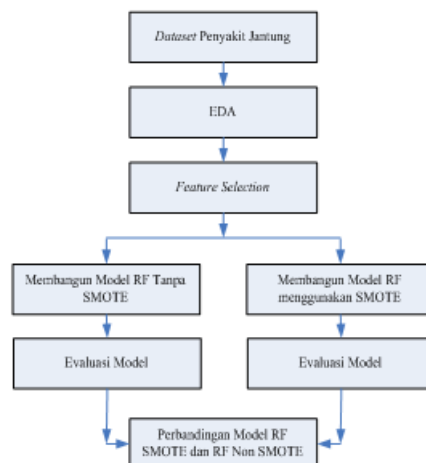 Dataset Penyakit Jantung
EDA
Feature Selection
Membangun Model RF Tanpa
SMOTE
Membangun Model RF
menggunakan SMOTE
Evaluasi Model
Evaluasi Model
Perbandingan Model RF
SMOTE dan RF Non SMOTE